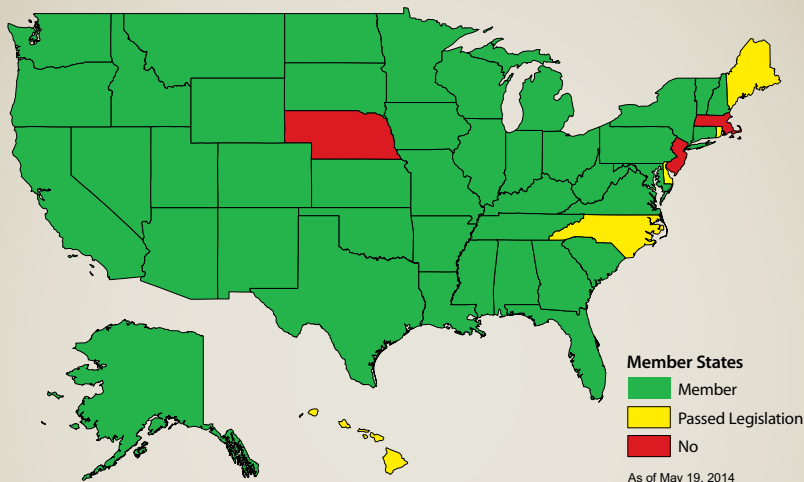 Member States
Member
Passed Legislation
No
As of May 19, 2014